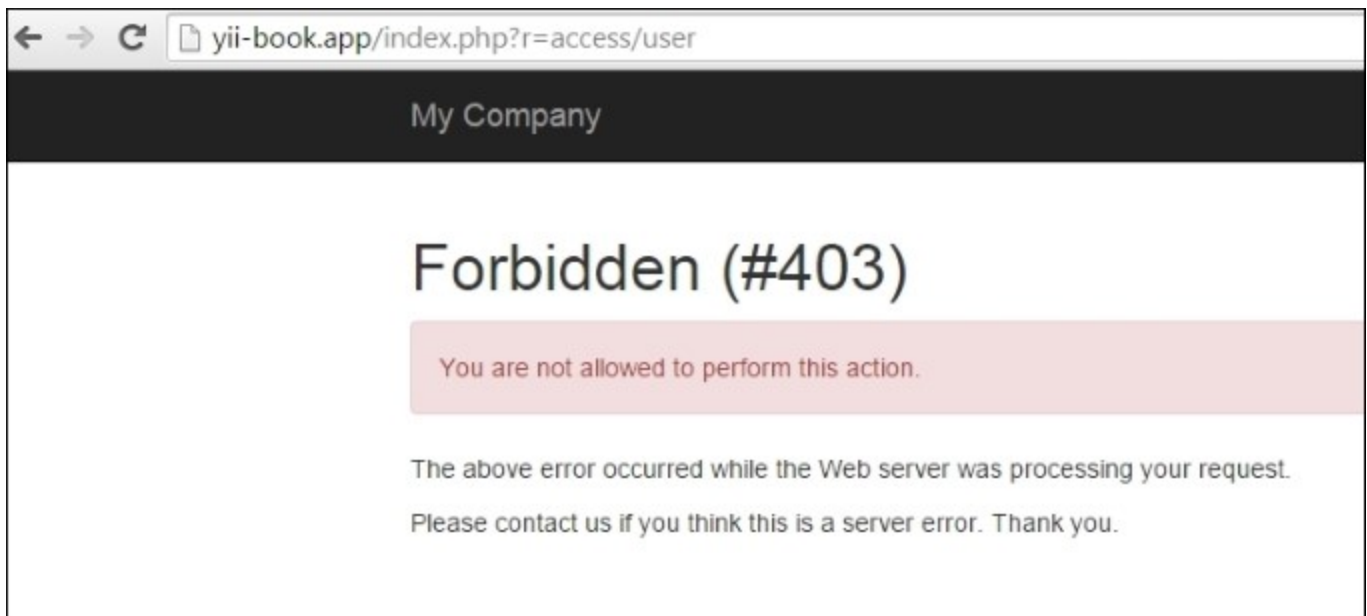 yii-book.app/index.php?r=access/user
My Company
Forbidden (#403)
You are not allowed to perform this action.
The above error occurred while the Web server was processing your request.
Please contact us if you think this is a server error. Thank you.